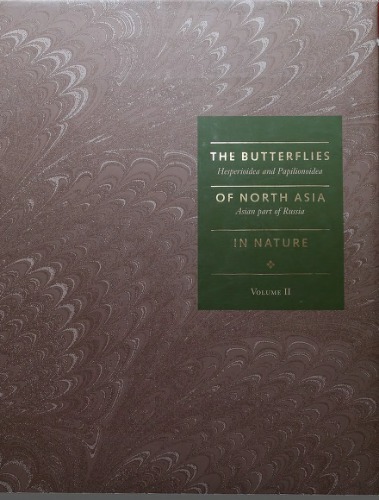 THE BUTTERFLIES
Hesperioidea and Papilionoidea
OF NORTH ASIA
Asian part of Russia
IN NATURE
VOLUME II